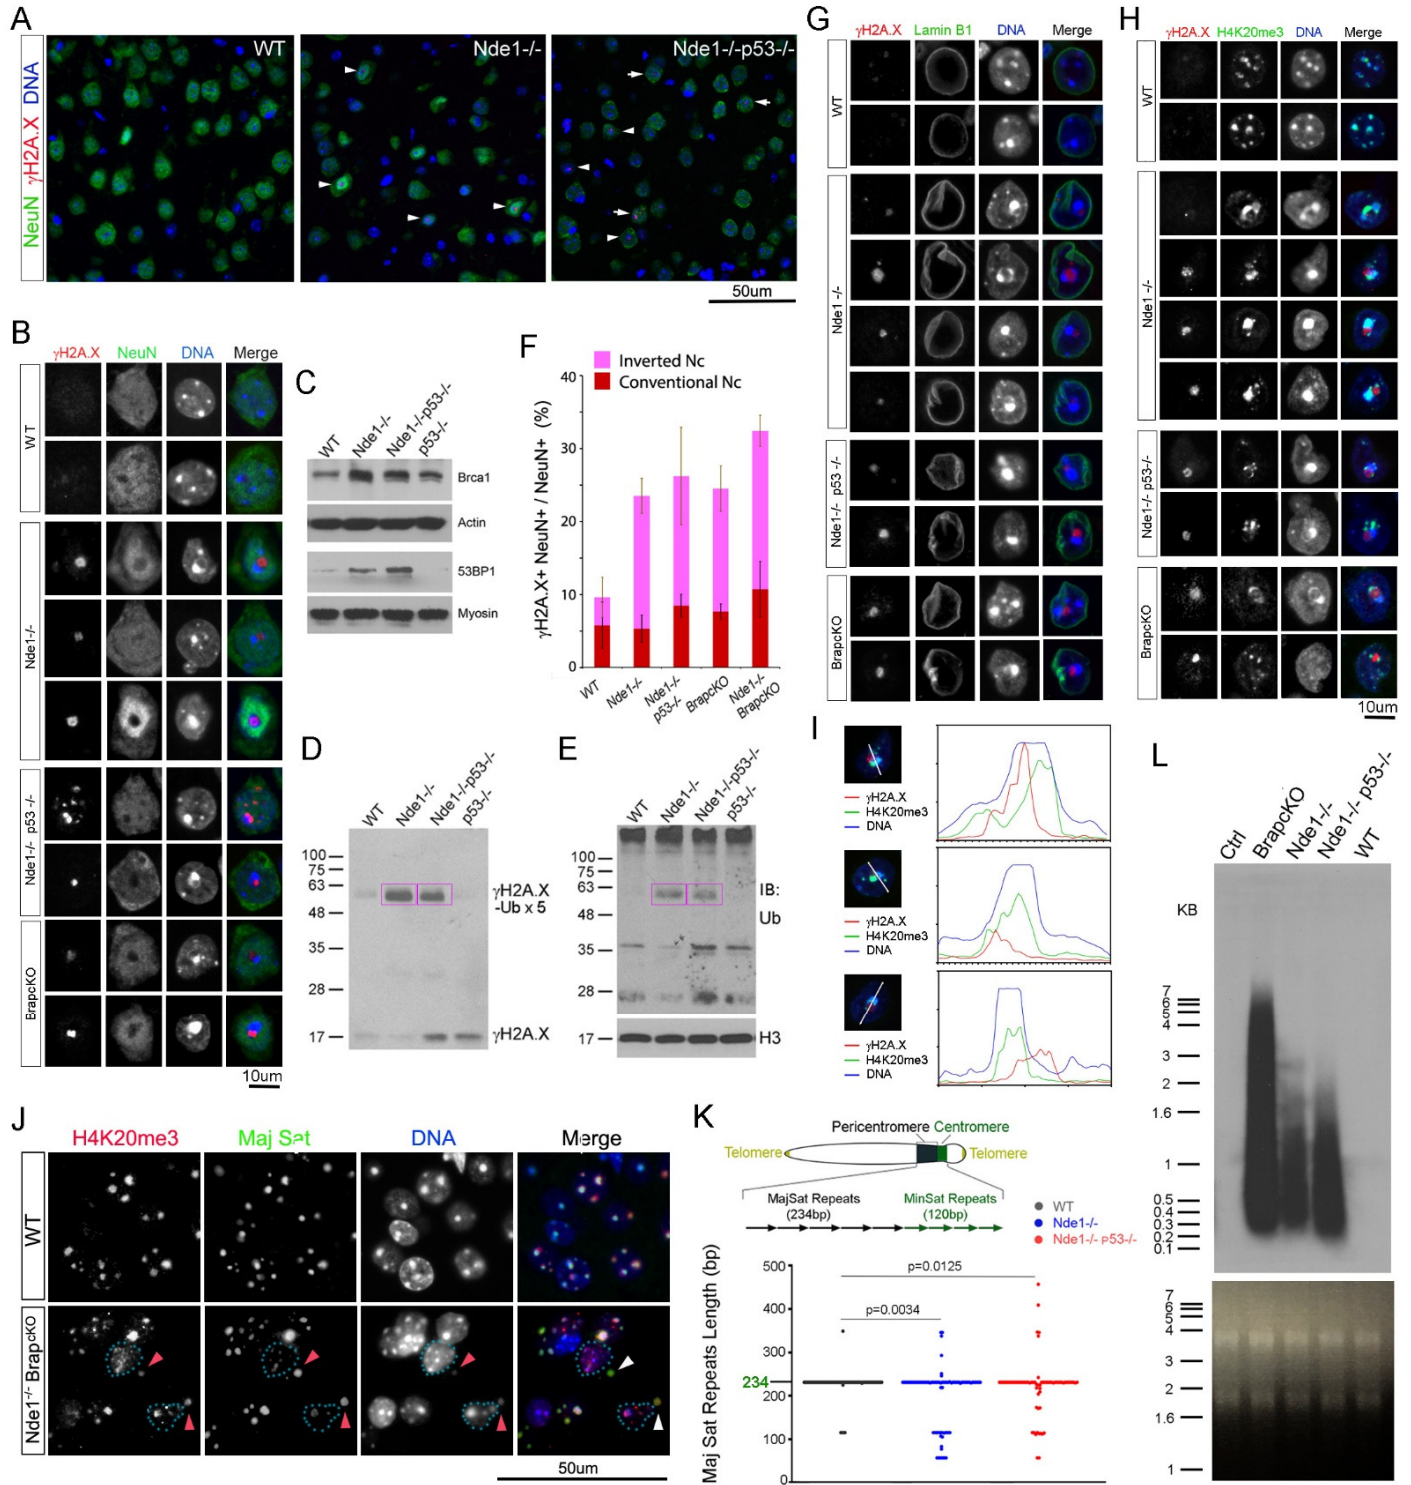 A
NeuN γH2A.X DNA
WT
Nde1-/-
Nde1-/-p53-/-
50um
B
γH2A.X NeuN DNA Merge
WT
Nde1-/-
Nde1-/- p53-/-
BrapcKO
10um
C
WT
Nde1-/-
Nde1-/-p53-/-
p53-/-
Brca1
Actin
53BP1
Myosin
D
WT
Nde1-/-
Nde1-/-p53-/-
p53-/-
100
75
63
48
35
28
17
γH2A.X
-Ub x 5
γH2A.X
E
WT
Nde1-/-
Nde1-/-p53-/-
p53-/-
100
75
63
48
35
28
17
IB:
Ub
H3
F
Inverted Nc
Conventional Nc
γH2A.X+ NeuN+ / NeuN+ (%)
40
30
20
10
0
WT
Nde1-/-
Nde1-/-
p53-/-
BrapcKO
Nde1-/-
BrapcKO
G
γH2A.X Lamin B1 DNA Merge
WT
Nde1 -/-
Nde1-/- p53 -/-
BrapcKO
H
γH2A.X H4K20me3 DNA Merge
WT
Nde1 -/-
Nde1-/- p53-/-
BrapcKO
10um
I
γH2A.X
H4K20me3
DNA
γH2A.X
H4K20me3
DNA
γH2A.X
H4K20me3
DNA
J
H4K20me3 Maj Sat DNA Merge
WT
Nde1-/- BrapcKO
50um
K
Pericentromere Centromere
Telomere
Telomere
MajSat Repeats
(234bp)
MinSat Repeats
(120bp)
WT
Nde1-/-
Nde1-/- P53-/-
Maj Sat Repeats Length (bp)
500
400
300
234
200
100
0
p=0.0125
p=0.0034
L
Ctrl
BrapcKO
Nde1-/-
Nde1-/- p53-/-
WT
KB
7
6
5
4
3
2
1.6
1
0.5
0.4
0.3
0.2
0.1
7
6
5
4
3
2
1.6
1